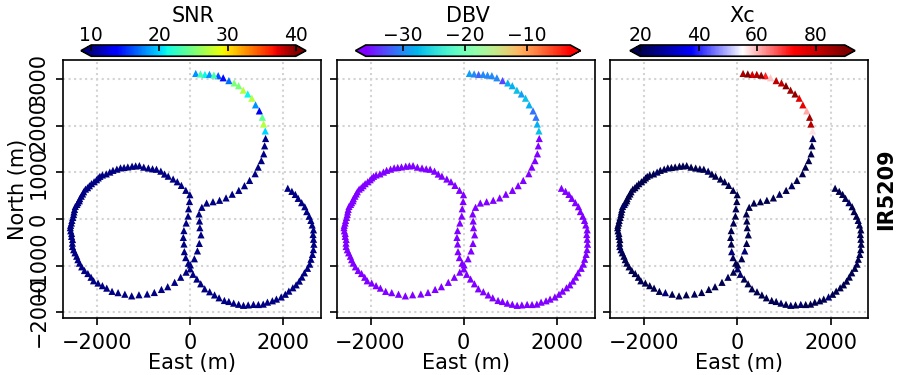 SNR
10 20 30 40
DBV
−30 −20 −10
Xc
20 40 60 80
North (m)
3000
2000
1000
0
−1000
−2000
−2000 0 2000
East (m)
−2000 0 2000
East (m)
−2000 0 2000
East (m)
IR5209